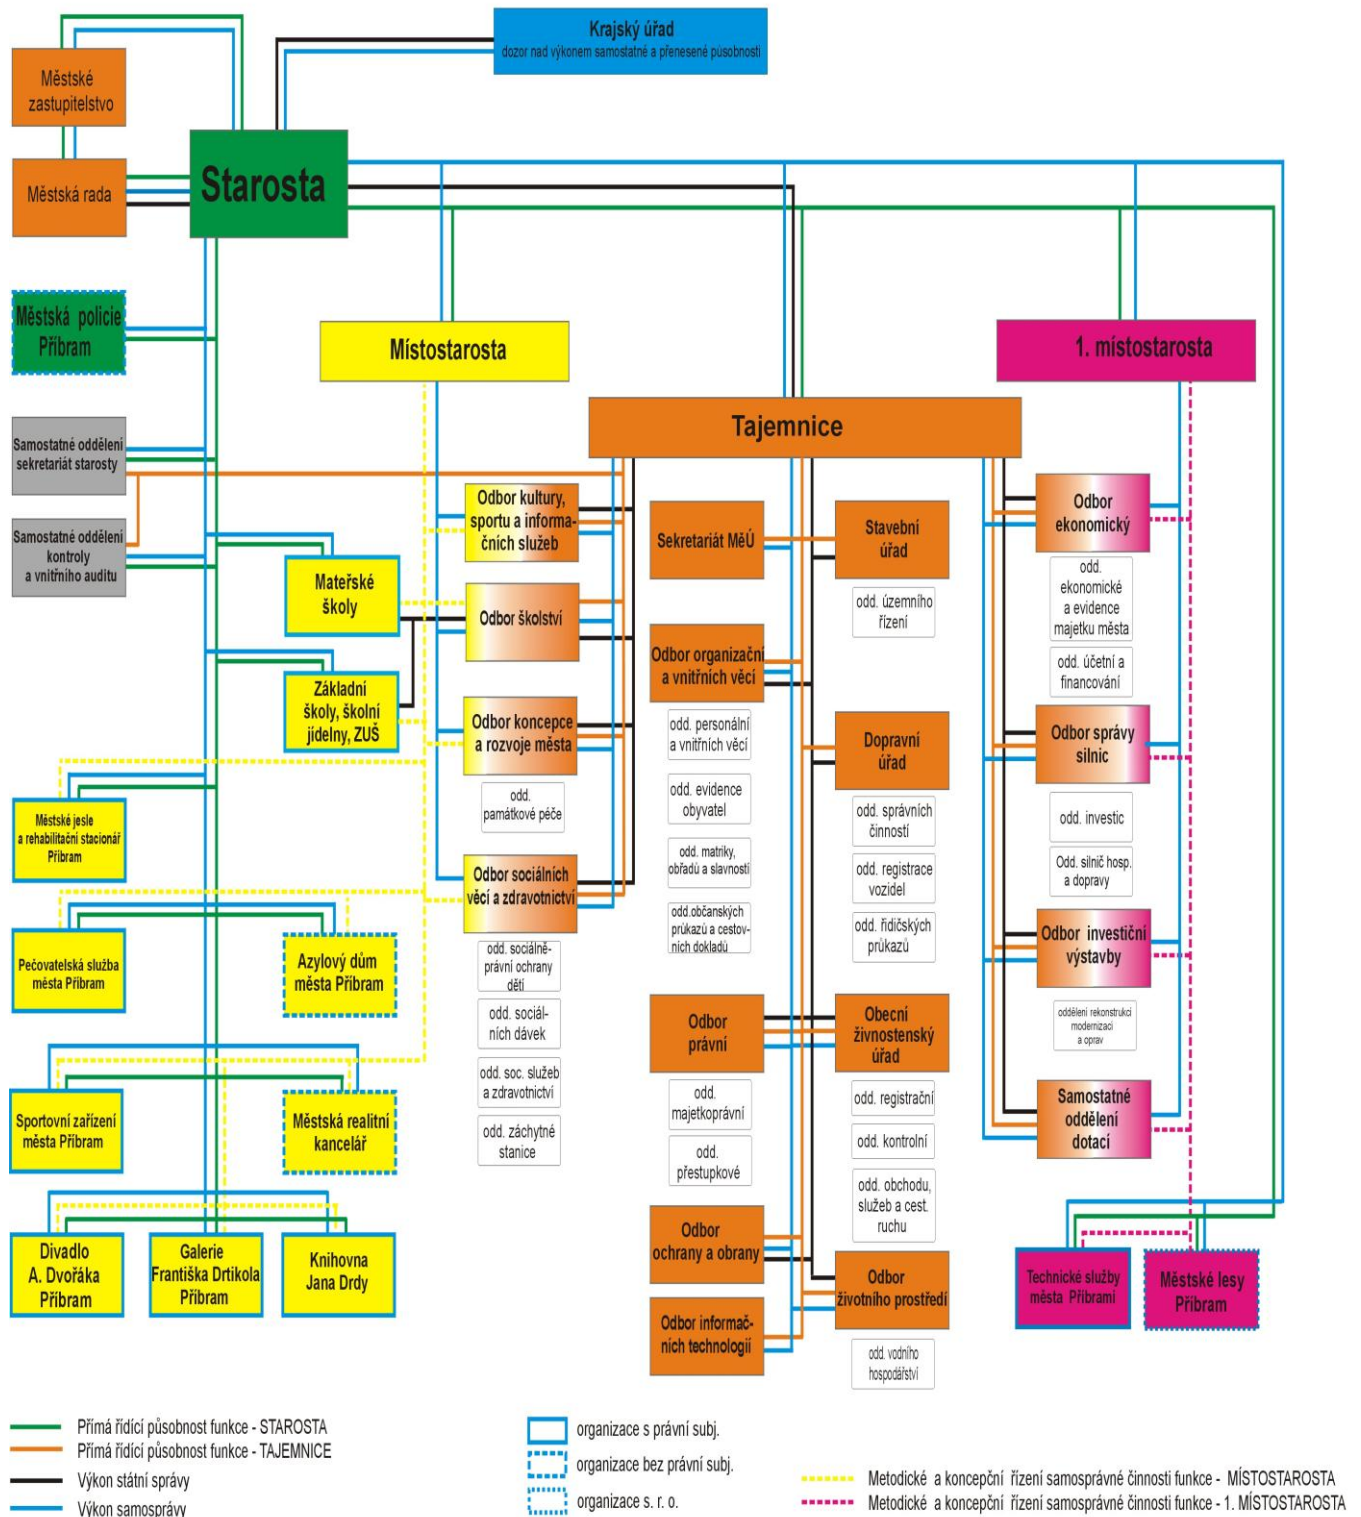 Krajský úřad
dozor nad výkonem samostatné a přenesené působnosti
Městské
zastupitelstvo
Městská rada
Starosta
Městská policie
Příbram
Místostarosta
1. místostarosta
Tajemnice
Samostatné oddělení
sekretariát starosty
Samostatné oddělení
kontroly
a vnitřního auditu
Mateřské
školy
Základní
školy, školní
jídelny, ZUŠ
Městské jesle
a rehabilitační stacionář
Příbram
Pečovatelská služba
města Příbram
Azylový dům
města Příbram
Sportovní zařízení
města Příbram
Městská realitní
kancelář
Divadlo
A. Dvořáka
Příbram
Galerie
Františka Drtikola
Příbram
Knihovna
Jana Drdy
Odbor kultury,
sportu a informa-
čních služeb
Odbor školství
Odbor koncepce
a rozvoje města
odd.
památkové péče
Odbor sociálních
věcí a zdravotnictví
odd. sociálně-
právní ochrany
dětí
odd. sociál-
ních dávek
odd. soc. služeb
a zdravotnictví
odd. záchytné
stanice
Sekretariát MěÚ
Odbor organizační
a vnitřních věcí
odd. personální
a vnitřních věcí
odd. evidence
obyvatel
odd. matriky,
obřadů a slavností
odd.občanských
průkazů a cestov-
ních dokladů
Odbor
právní
odd.
majetkoprávní
odd.
přestupkové
Odbor
ochrany a obrany
Odbor informač-
ních technologií
Stavební
úřad
odd. územního
řízení
Dopravní
úřad
odd. správních
činností
odd. registrace
vozidel
odd. řidičských
průkazů
Obecní
živnostenský
úřad
odd. registrační
odd. kontrolní
odd. obchodu,
služeb a cest.
ruchu
Odbor
životního prostředí
odd. vodního
hospodářství
Odbor
ekonomický
odd.
ekonomické
a evidence
majetku města
odd. účetní a
financování
Odbor správy
silnic
odd. investic
Odd. silnič hosp.
a dopravy
Odbor investiční
výstavby
oddělení rekonstrukcí
modernizací
a oprav
Samostatné
oddělení
dotací
Technické služby
města Příbrami
Městské lesy
Příbram
Přímá řídící působnost funkce - STAROSTA
Přímá řídící působnost funkce - TAJEMNICE
Výkon státní správy
Výkon samosprávy
organizace s právní subj.
organizace bez právní subj.
organizace s. r. o.
Metodické a koncepční řízení samosprávné činnosti funkce - MÍSTOSTAROSTA
Metodické a koncepční řízení samosprávné činnosti funkce - 1. MÍSTOSTAROSTA